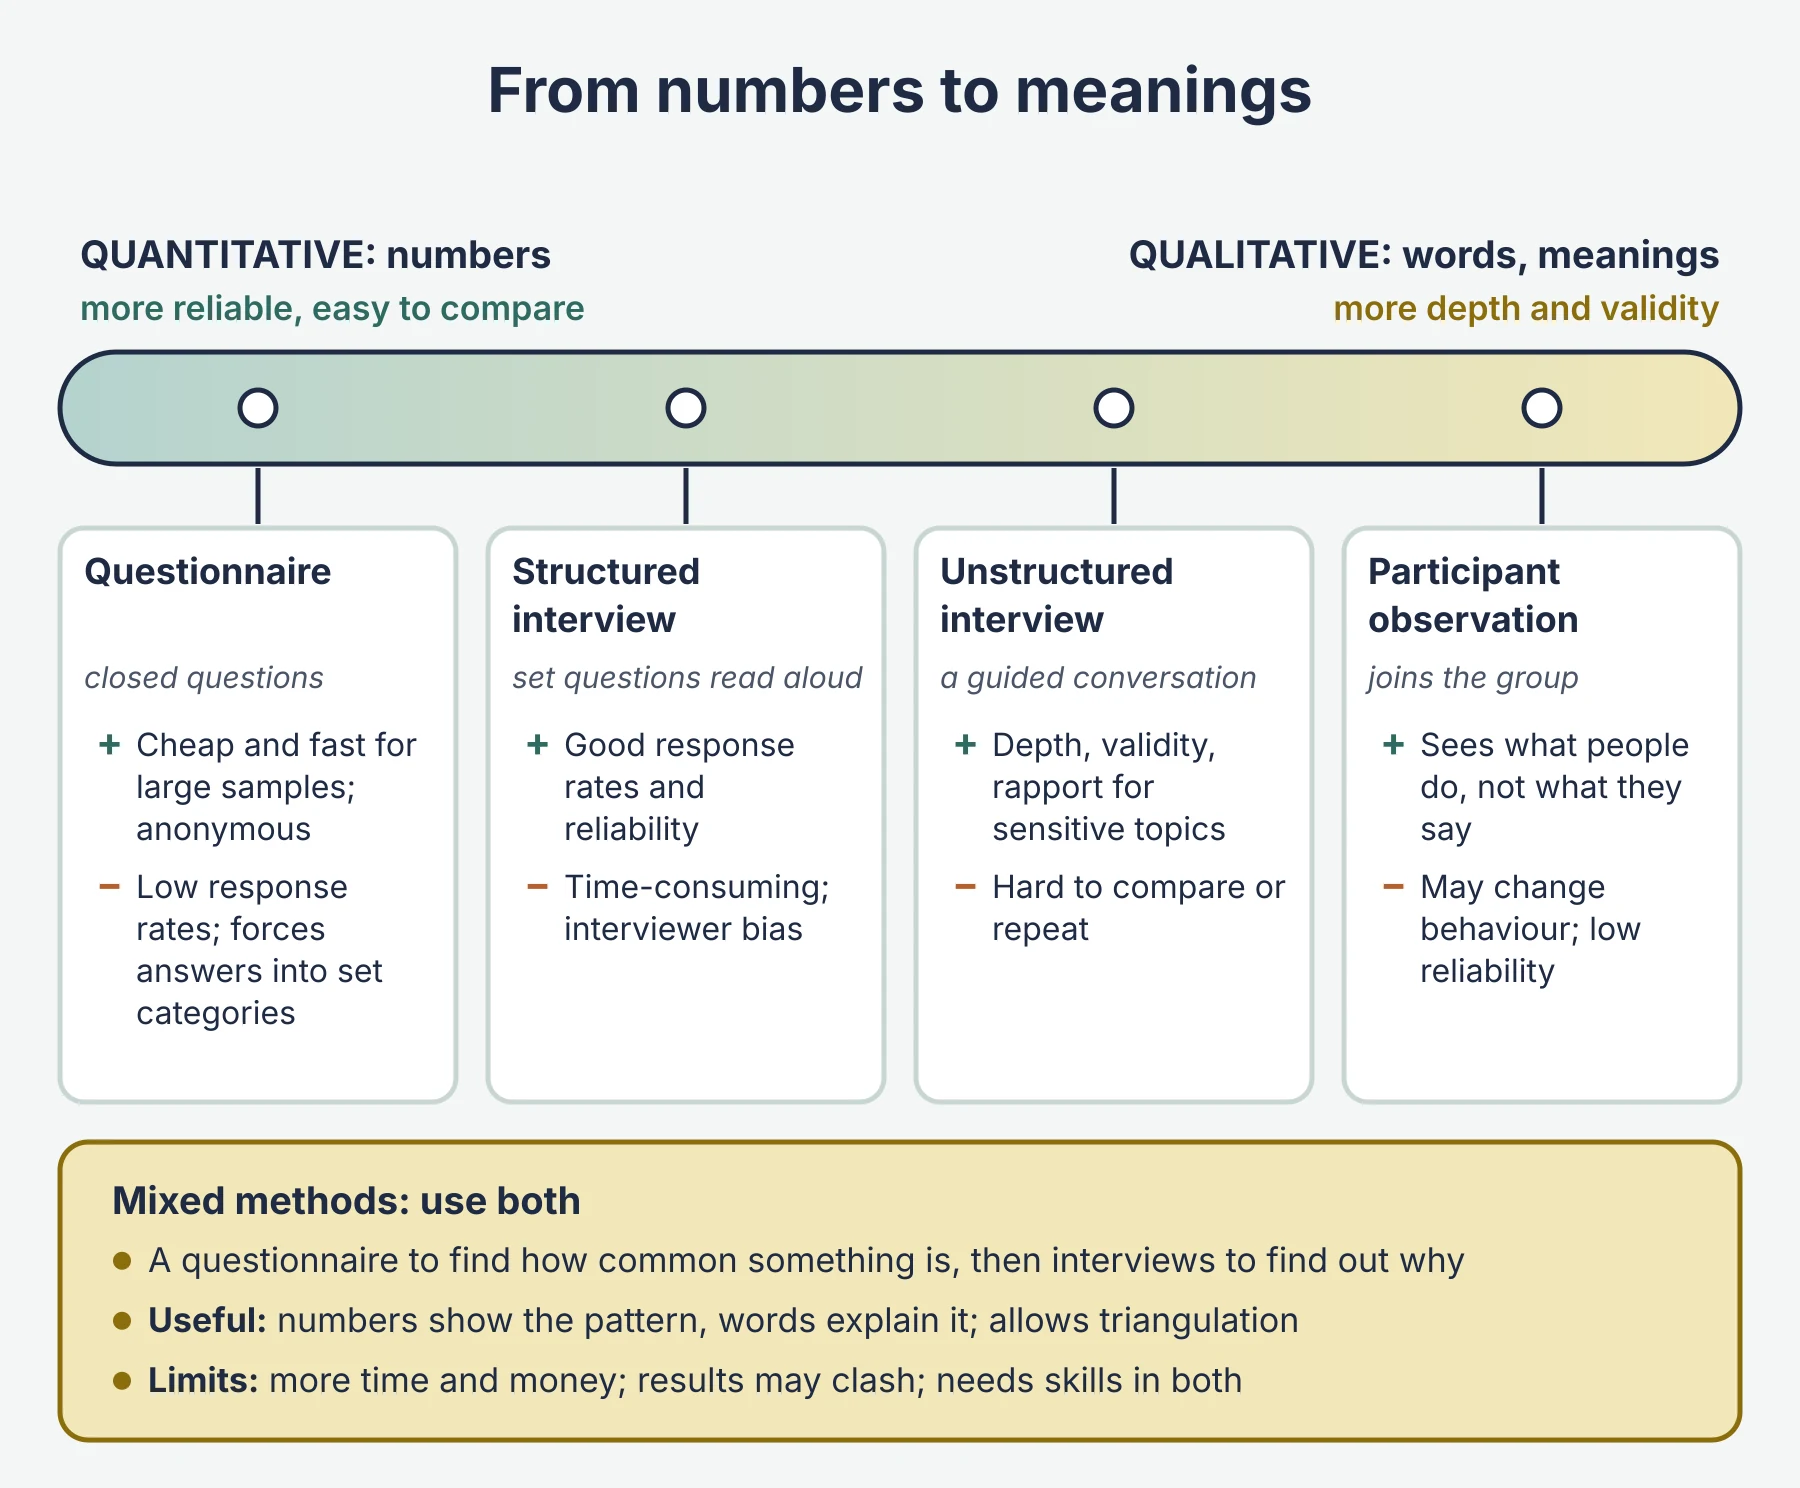 From numbers to meanings
QUANTITATIVE: numbers
more reliable, easy to compare
QUALITATIVE: words, meanings
more depth and validity
Questionnaire
closed questions
+ Cheap and fast for
large samples;
anonymous
− Low response
rates; forces
answers into set
categories
Structured
interview
set questions read aloud
+ Good response
rates and
reliability
− Time-consuming;
interviewer bias
Unstructured
interview
a guided conversation
+ Depth, validity,
rapport for
sensitive topics
− Hard to compare or
repeat
Participant
observation
joins the group
+ Sees what people
do, not what they
say
− May change
behaviour; low
reliability
Mixed methods: use both
● A questionnaire to find how common something is, then interviews to find out why
● Useful: numbers show the pattern, words explain it; allows triangulation
● Limits: more time and money; results may clash; needs skills in both